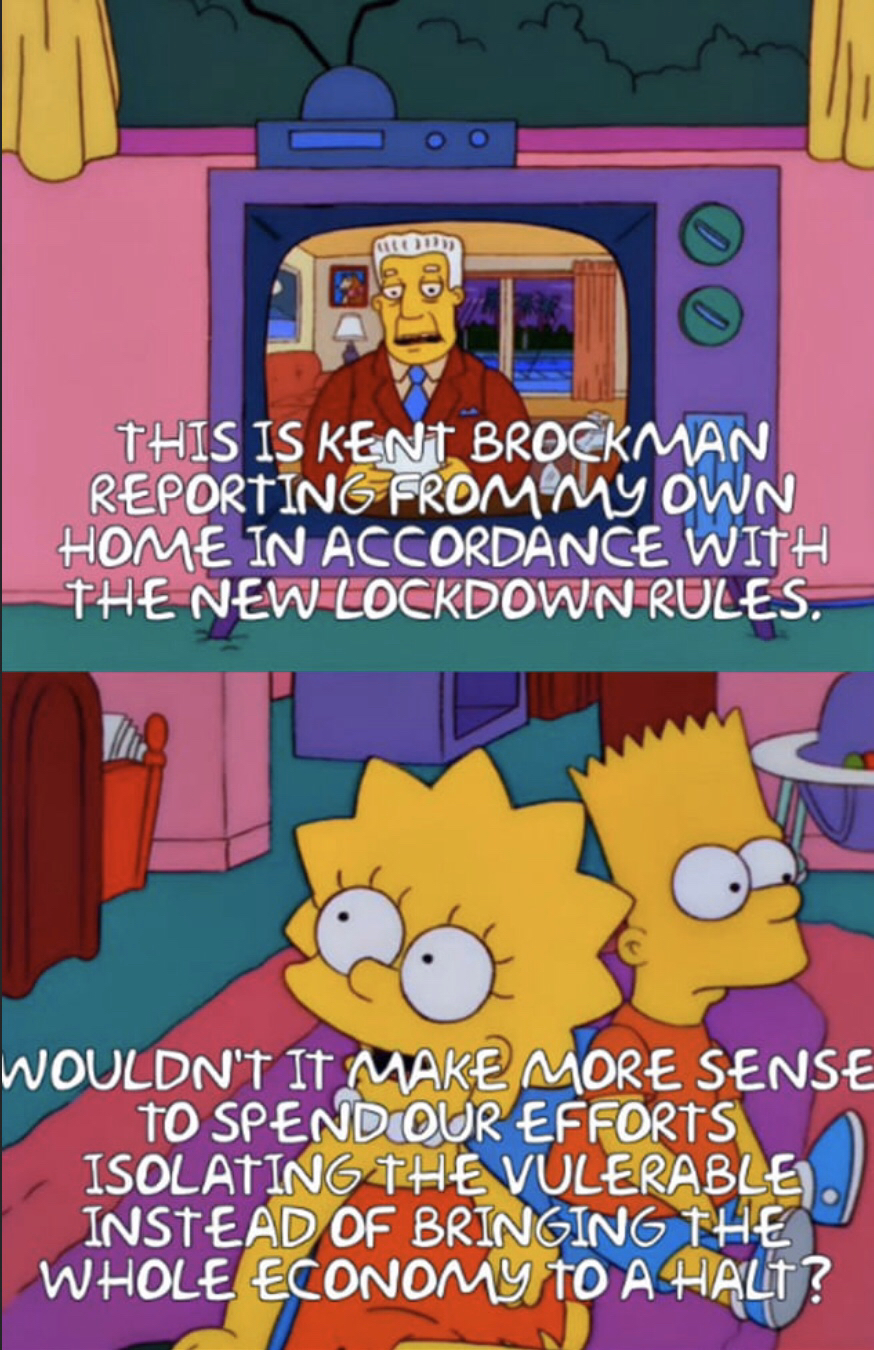 THIS IS KENT BROCKMAN
REPORTING FROM MY OWN
HOME IN ACCORDANCE WITH
THE NEW LOCKDOWN RULES.
WOULDN'T IT MAKE MORE SENSE
TO SPEND OUR EFFORTS
ISOLATING THE VULERABLE
INSTEAD OF BRINGING THE
WHOLE ECONOMY TO A HALT?